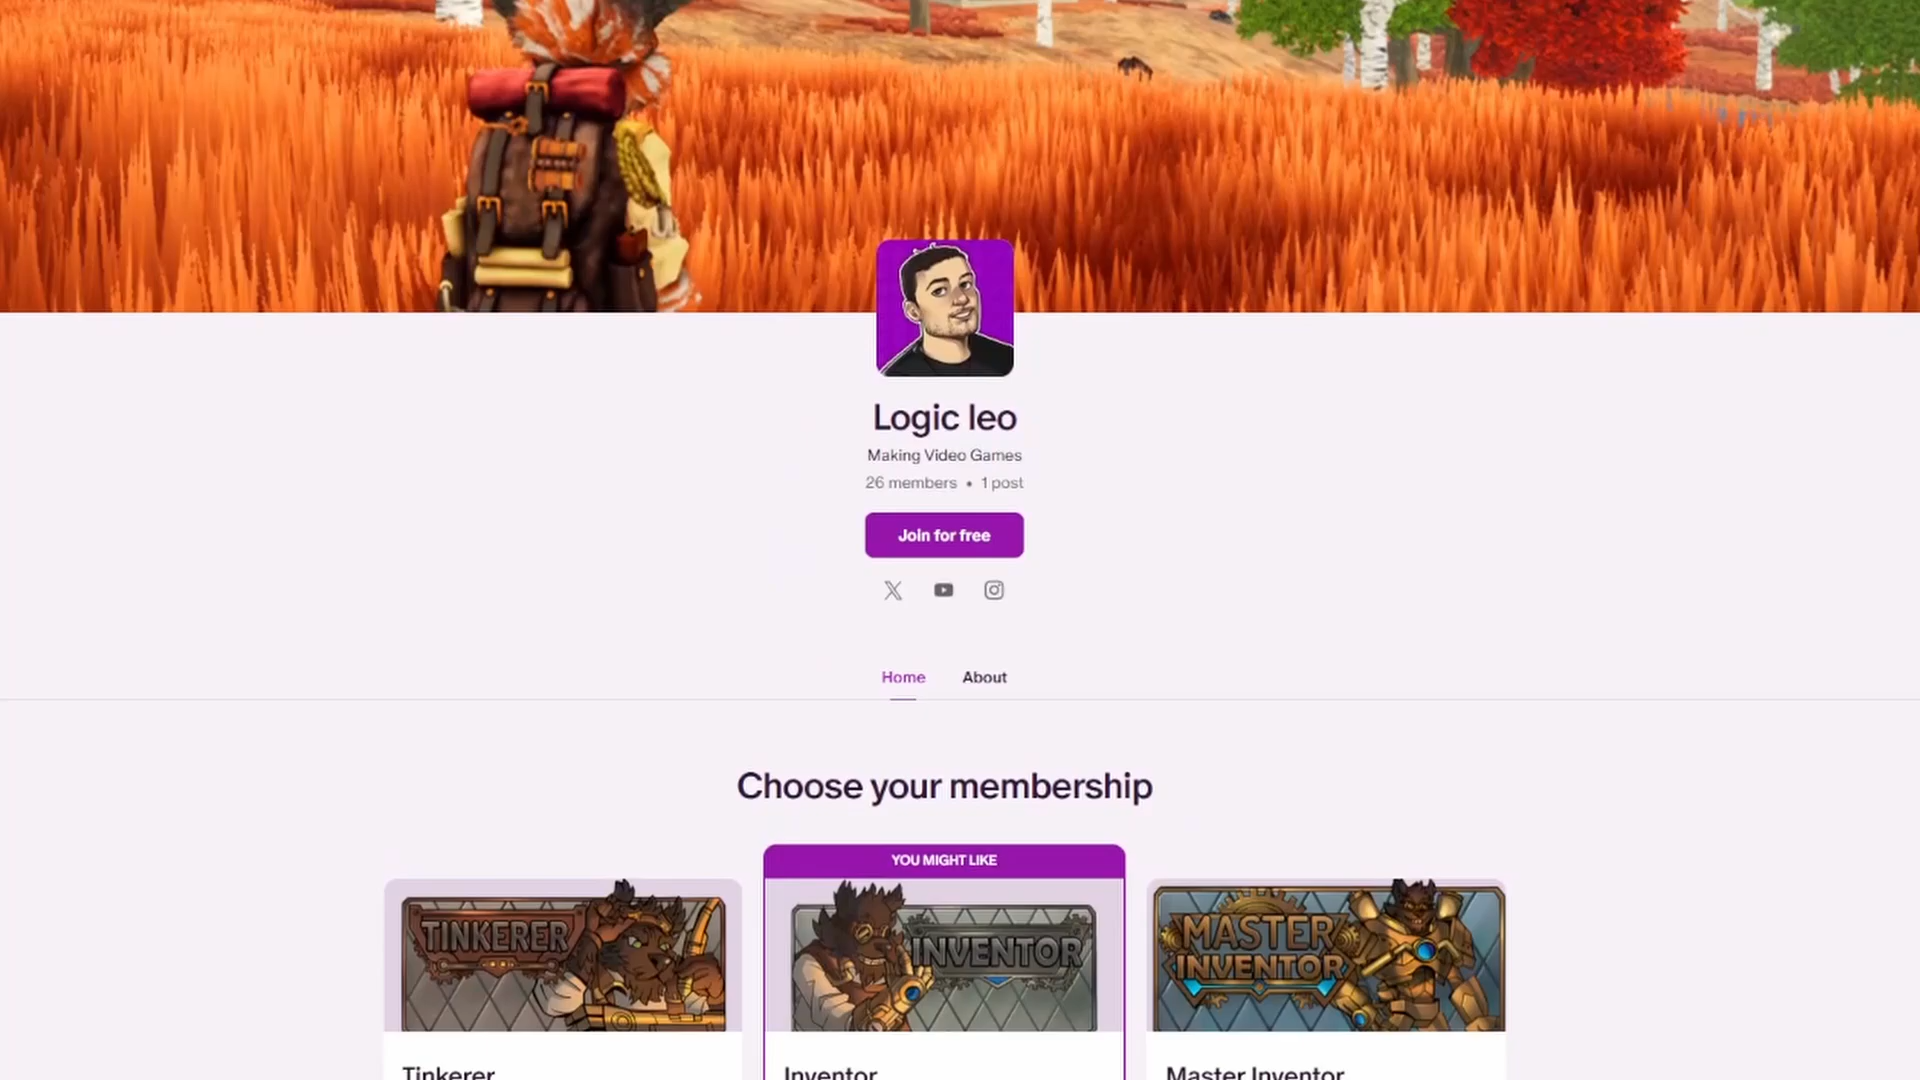 Logic leo
Making Video Games
26 members • 1 post
Join for free
Home About
Choose your membership
YOU MIGHT LIKE
TINKERER
INVENTOR
MASTER
INVENTOR
Tinkerer
Inventor
Master Inventor